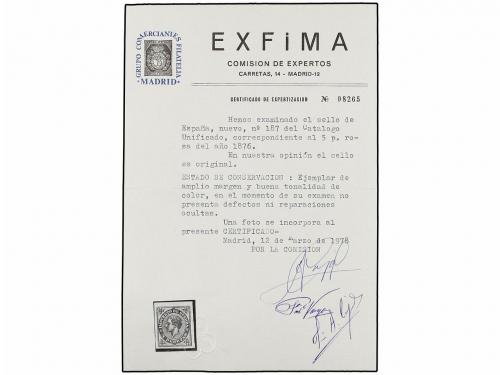 GRUPO COMERCIANTES FILATELIA
MADRID
EXFiMA
COMISION DE EXPERTOS
CARRETAS, 14 - MADRID-12
CERTIFICADO DE EXPERTIZACION Nº 08265
Hemos examinado el sello de
España, nuevo, nº 187 del Catalago
Unificado, correspondiente al 5 p. ro-
sa del año 1876.
En nuestra opinión el sello
es original.
ESTADO DE CONSERVACION : Ejemplar de
amplio margen y buena tonalidad de
color, en el momento de su examen no
presenta defectos ni reparaciones
ocultas.
Una foto se incorpora al
presente CERTIFICADO=
Madrid, 12 de Marzo de 1978
POR LA COMISION